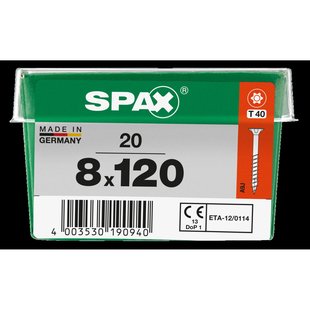 SPAX®
MADE IN
GERMANY
T 40
20
8x120
CE
13
DoP 1
ETA-12/0114
4 003530 190940